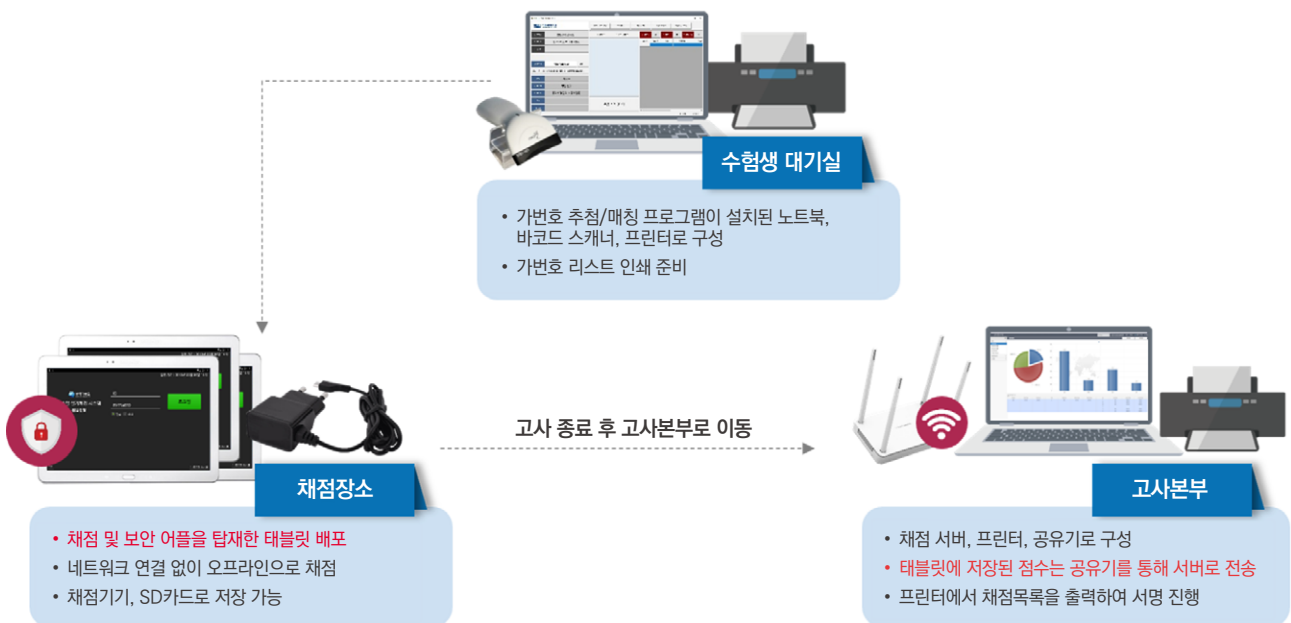 수험생 대기실
• 가번호 추첨/매칭 프로그램이 설치된 노트북,
바코드 스캐너, 프린터로 구성
• 가번호 리스트 인쇄 준비
고사 종료 후 고사본부로 이동
채점장소
• 채점 및 보안 어플을 탑재한 태블릿 배포
• 네트워크 연결 없이 오프라인으로 채점
• 채점기기, SD카드로 저장 가능
고사본부
• 채점 서버, 프린터, 공유기로 구성
• 태블릿에 저장된 점수는 공유기를 통해 서버로 전송
• 프린터에서 채점목록을 출력하여 서명 진행